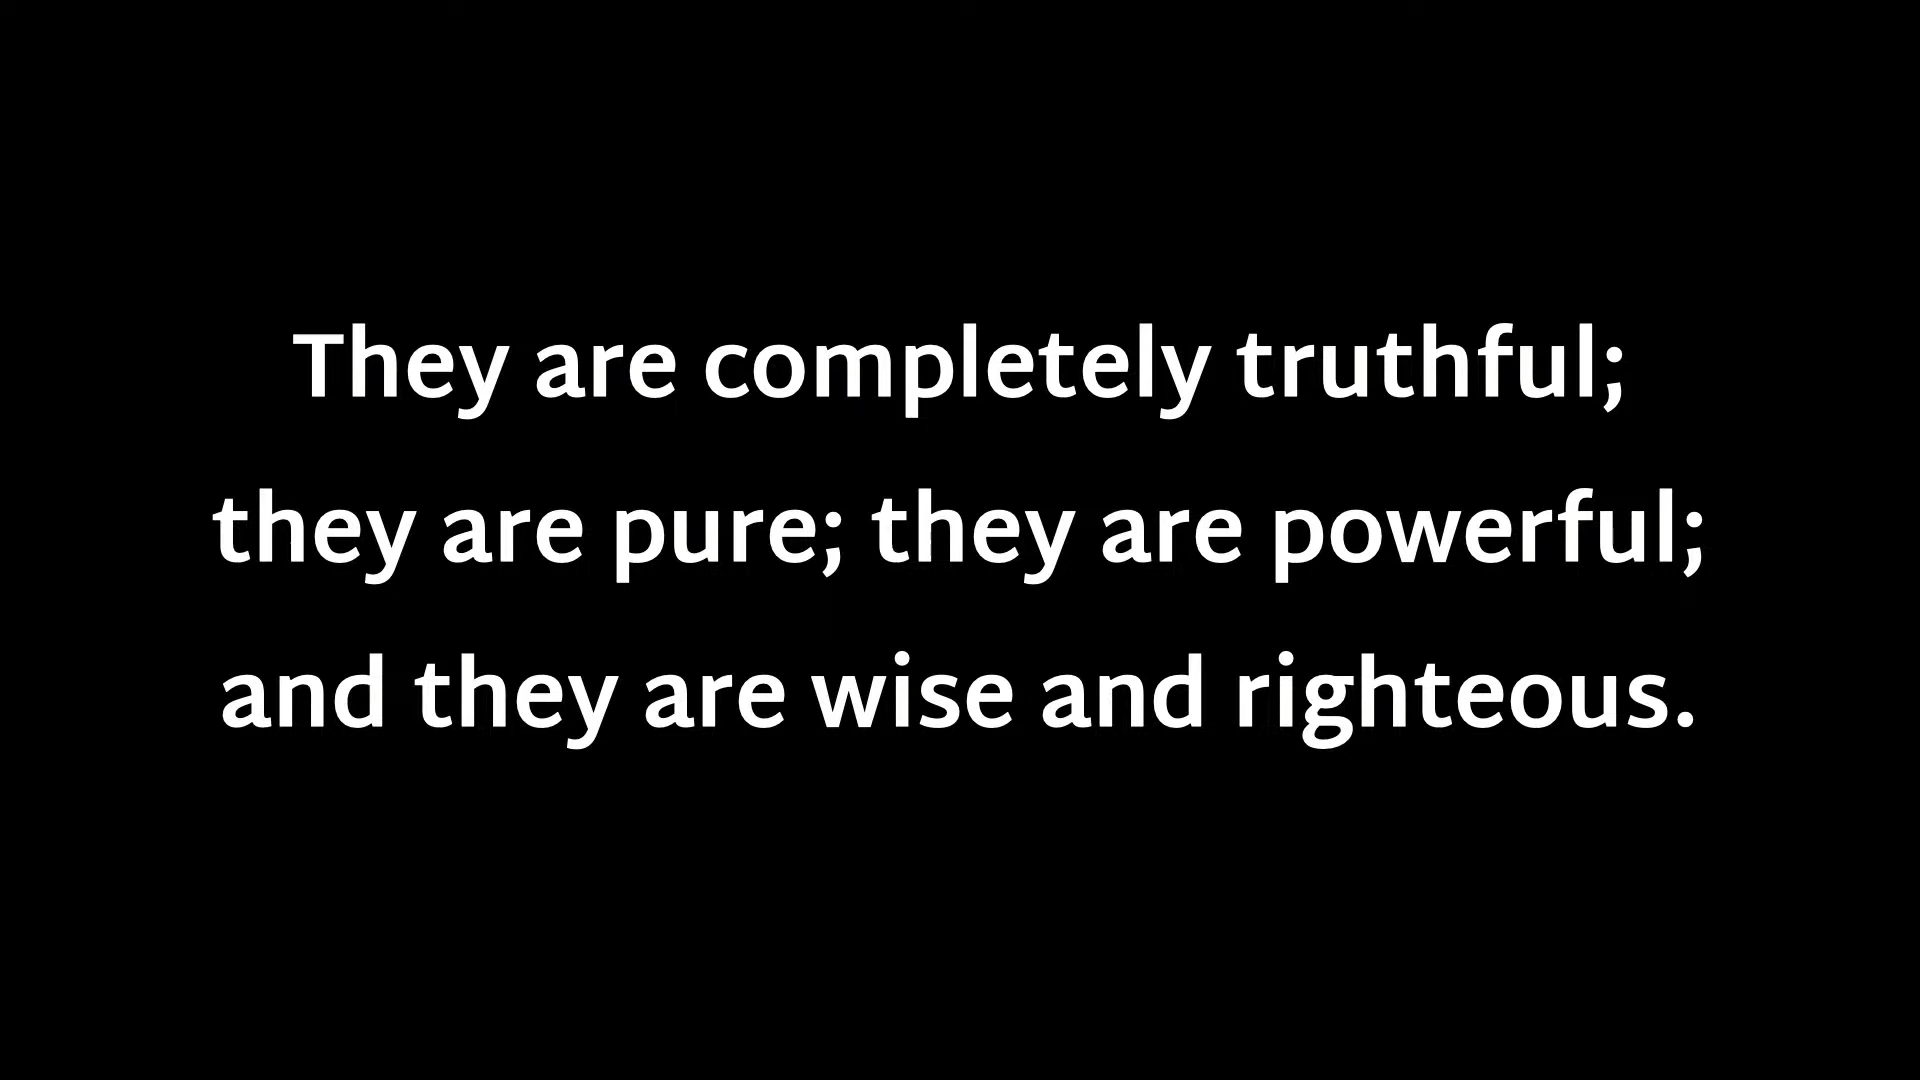 They are completely truthful;
they are pure; they are powerful;
and they are wise and righteous.